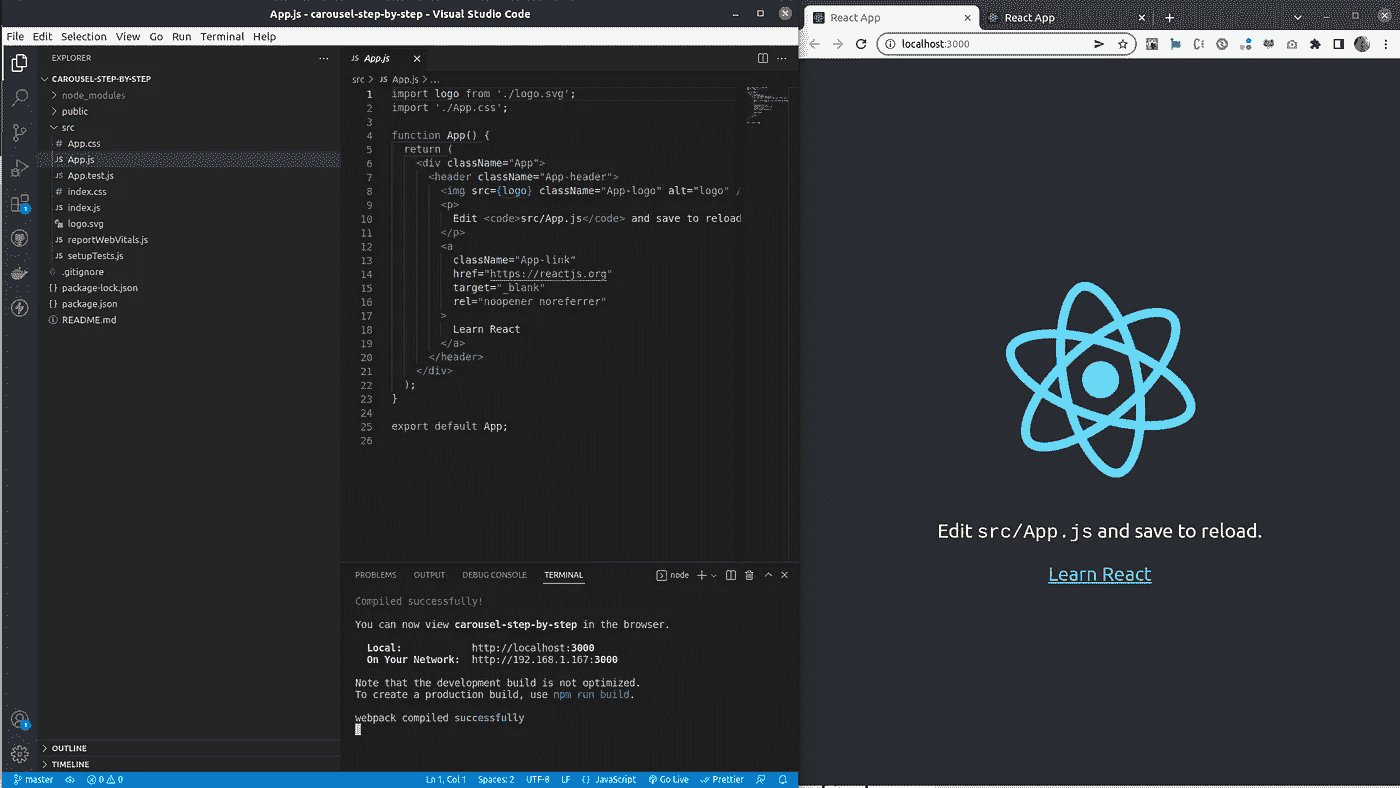 App.js - carousel-step-by-step - Visual Studio Code
File Edit Selection View Go Run Terminal Help
EXPLORER
CAROUSEL-STEP-BY-STEP
node_modules
public
src
# App.css
JS App.js
JS App.test.js
# index.css
JS index.js
logo.svg
JS reportWebVitals.js
JS setupTests.js
.gitignore
{} package-lock.json
{} package.json
README.md
OUTLINE
TIMELINE
JS App.js
src > JS App.js > ...
1 import logo from './logo.svg';
2 import './App.css';
3
4 function App() {
5 return (
6 <div className="App">
7 <header className="App-header">
8 <img src={logo} className="App-logo" alt="logo" /
9 <p>
10 Edit <code>src/App.js</code> and save to reload
11 </p>
12 <a
13 className="App-link"
14 href="https://reactjs.org"
15 target="_blank"
16 rel="noopener noreferrer"
17 >
18 Learn React
19 </a>
20 </header>
21 </div>
22 );
23 }
24
25 export default App;
26
PROBLEMS OUTPUT DEBUG CONSOLE TERMINAL node
Compiled successfully!
You can now view carousel-step-by-step in the browser.
Local: http://localhost:3000
On Your Network: http://192.168.1.167:3000
Note that the development build is not optimized.
To create a production build, use npm run build.
webpack compiled successfully
master 0 0 Ln 1, Col 1 Spaces: 2 UTF-8 LF {} JavaScript Go Live Prettier
React App React App
localhost:3000
Edit src/App.js and save to reload.
Learn React